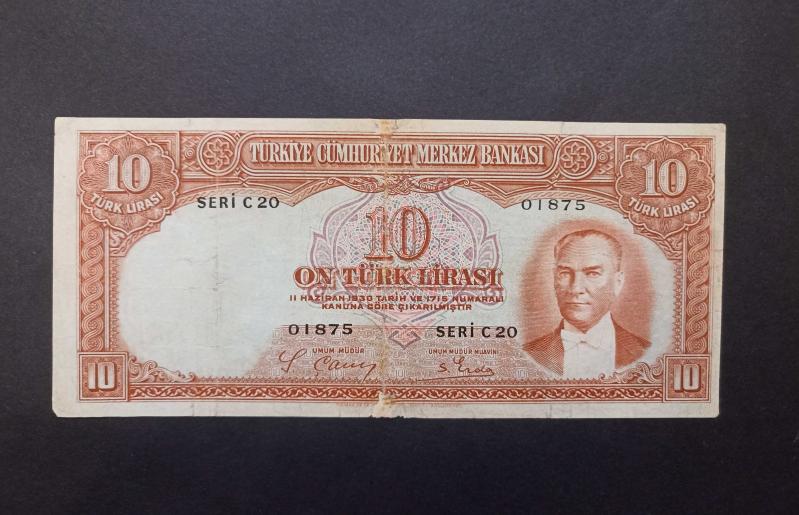 10
TÜRK LİRASI
TÜRKİYE CÜMHURİYET MERKEZ BANKASI
10
TÜRK LİRASI
SERİ C 20
01875
10
ON TÜRK LİRASI
11 HAZİRAN 1930 TARİH VE 1715 NUMARALI
KANUNA GÖRE ÇIKARILMIŞTIR
01875
SERİ C 20
UMUM MÜDÜR
UMUM MÜDÜR MUAVİNİ
10
10